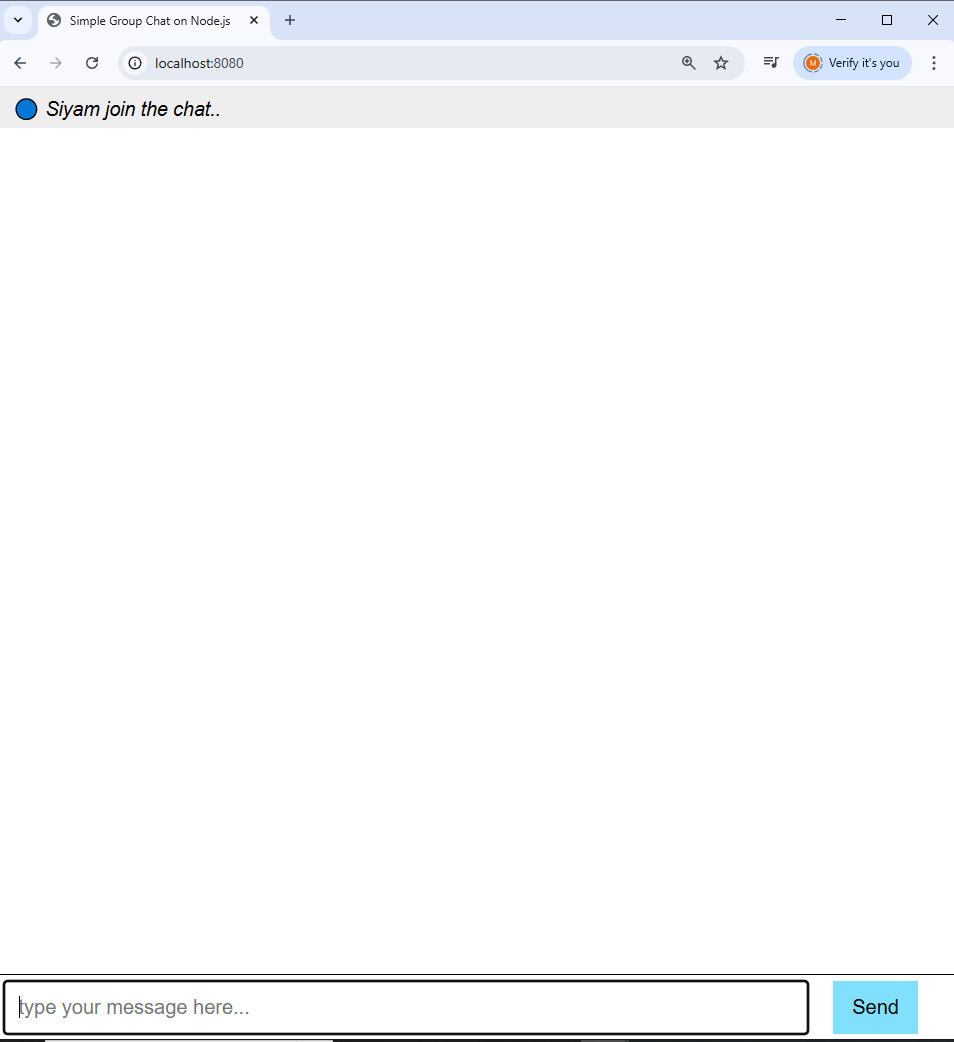 Simple Group Chat on Node.js
localhost:8080
M
Verify it's you
🔵 Siyam join the chat..
type your message here...
Send